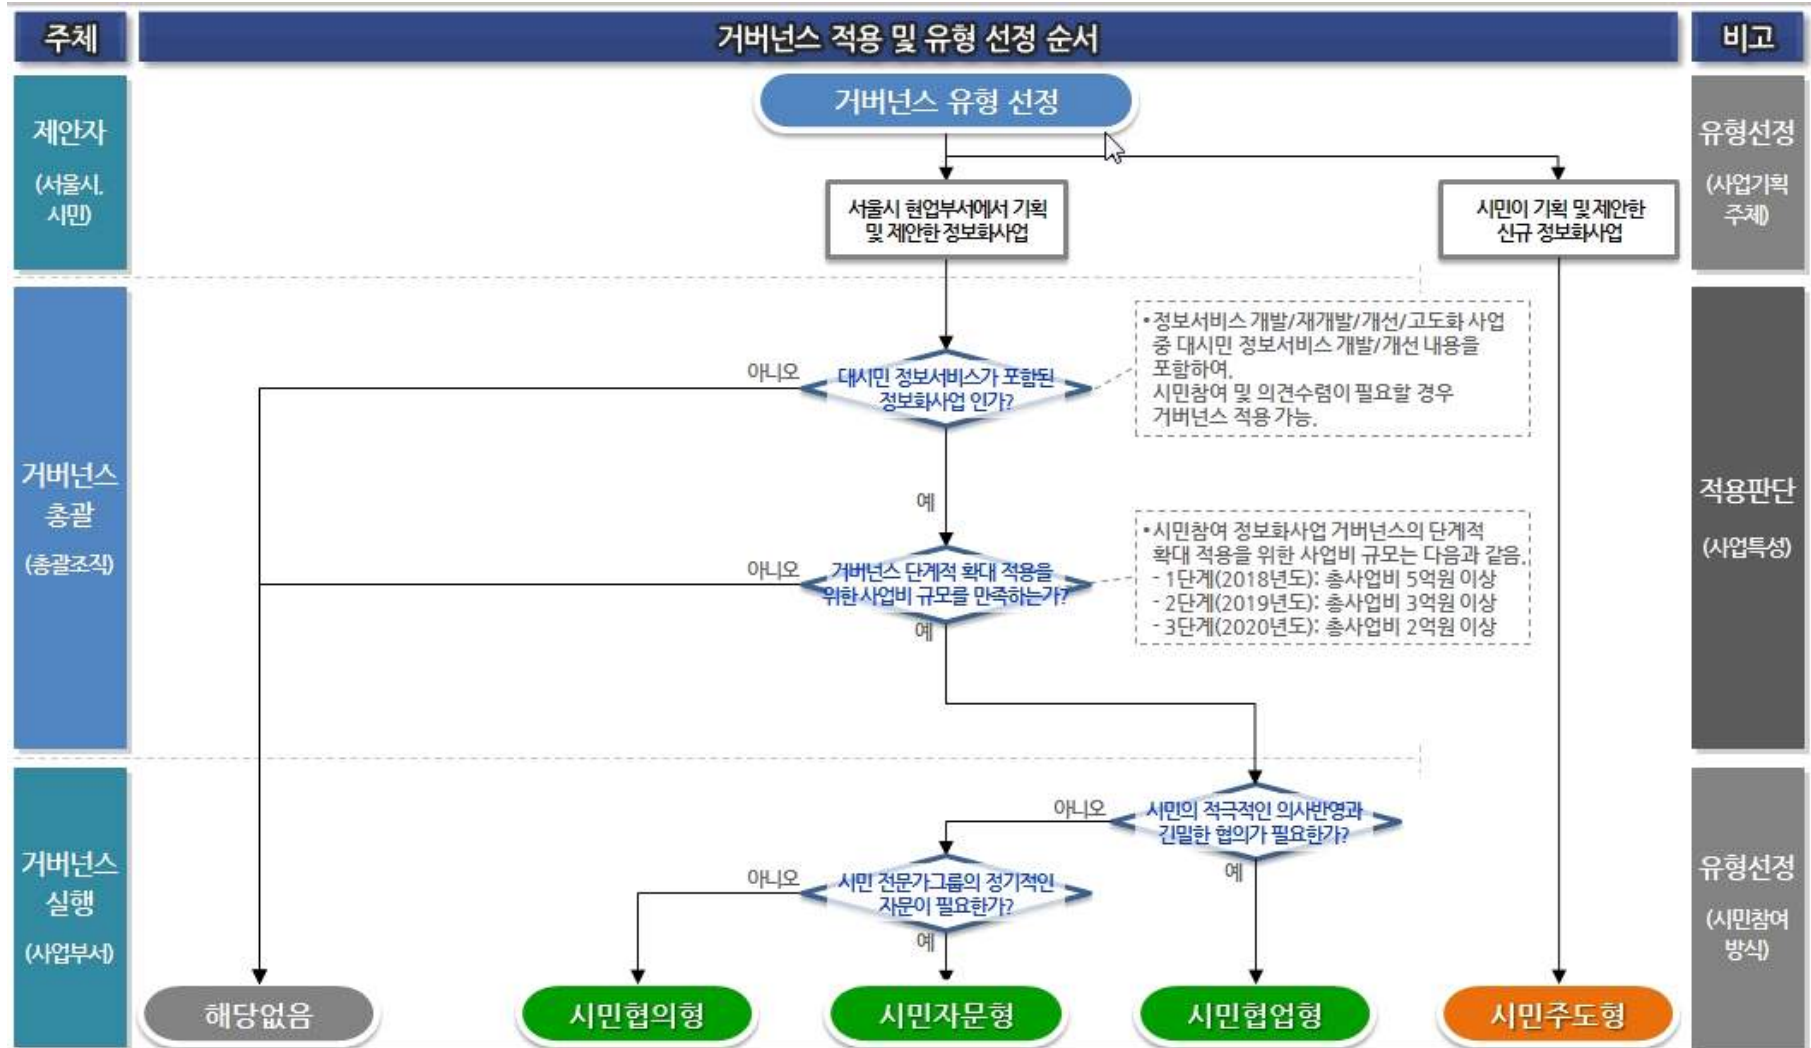 주체
거버넌스 적용 및 유형 선정 순서
비고
제안자
(서울시,
시민)
거버넌스 유형 선정
유형선정
(사업기획
주체)
서울시 현업부서에서 기획
및 제안한 정보화사업
시민이 기획 및 제안한
신규 정보화사업
거버넌스
총괄
(총괄조직)
대시민 정보서비스가 포함된
정보화사업 인가?
아니오
예
•정보서비스 개발/재개발/개선/고도화 사업
중 대시민 정보서비스 개발/개선 내용을
포함하여,
시민참여 및 의견수렴이 필요할 경우
거버넌스 적용 가능.
적용판단
(사업특성)
거버넌스 단계적 확대 적용을
위한 사업비 규모를 만족하는가?
아니오
예
•시민참여 정보화사업 거버넌스의 단계적
확대 적용을 위한 사업비 규모는 다음과 같음.
- 1단계(2018년도): 총사업비 5억원 이상
- 2단계(2019년도): 총사업비 3억원 이상
- 3단계(2020년도): 총사업비 2억원 이상
거버넌스
실행
(사업부서)
시민의 적극적인 의사반영과
긴밀한 협의가 필요한가?
아니오
예
시민 전문가그룹의 정기적인
자문이 필요한가?
아니오
예
유형선정
(시민참여
방식)
해당없음
시민협의형
시민자문형
시민협업형
시민주도형